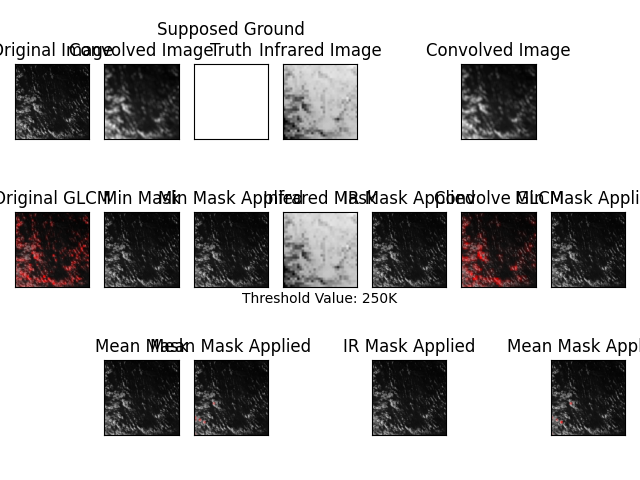 Original Image Convolved Image Supposed Ground
Truth Infrared Image Convolved Image
Original GLCM Min Mask Min Mask Applied Infrared Mask IR Mask Applied Convolve GLCM Min Mask Appli
Threshold Value: 250K
Mean Mask Mean Mask Applied IR Mask Applied Mean Mask Appl